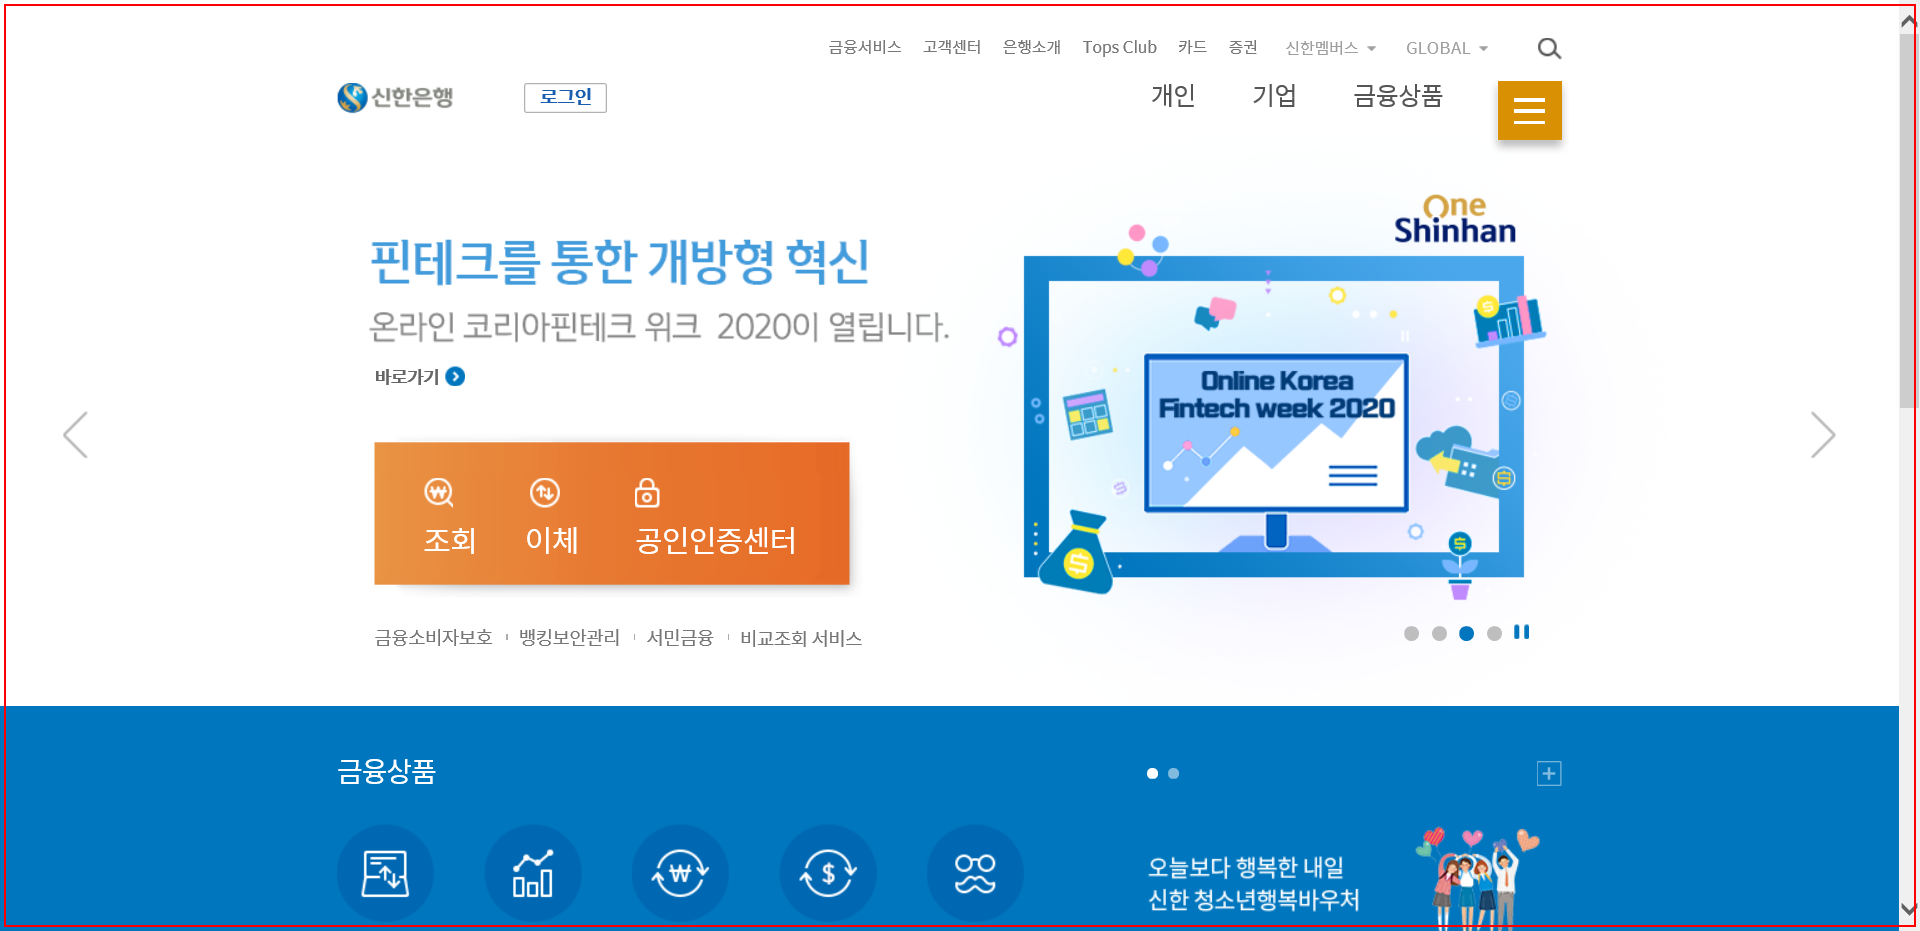 금융서비스 고객센터 은행소개 Tops Club 카드 증권 신한멤버스 GLOBAL
신한은행 로그인 개인 기업 금융상품
One
Shinhan
핀테크를 통한 개방형 혁신
온라인 코리아핀테크 위크 2020이 열립니다.
바로가기
Online Korea
Fintech week 2020
조회 이체 공인인증센터
금융소비자보호 뱅킹보안관리 서민금융 비교조회 서비스
금융상품
오늘보다 행복한 내일
신한 청소년행복바우처